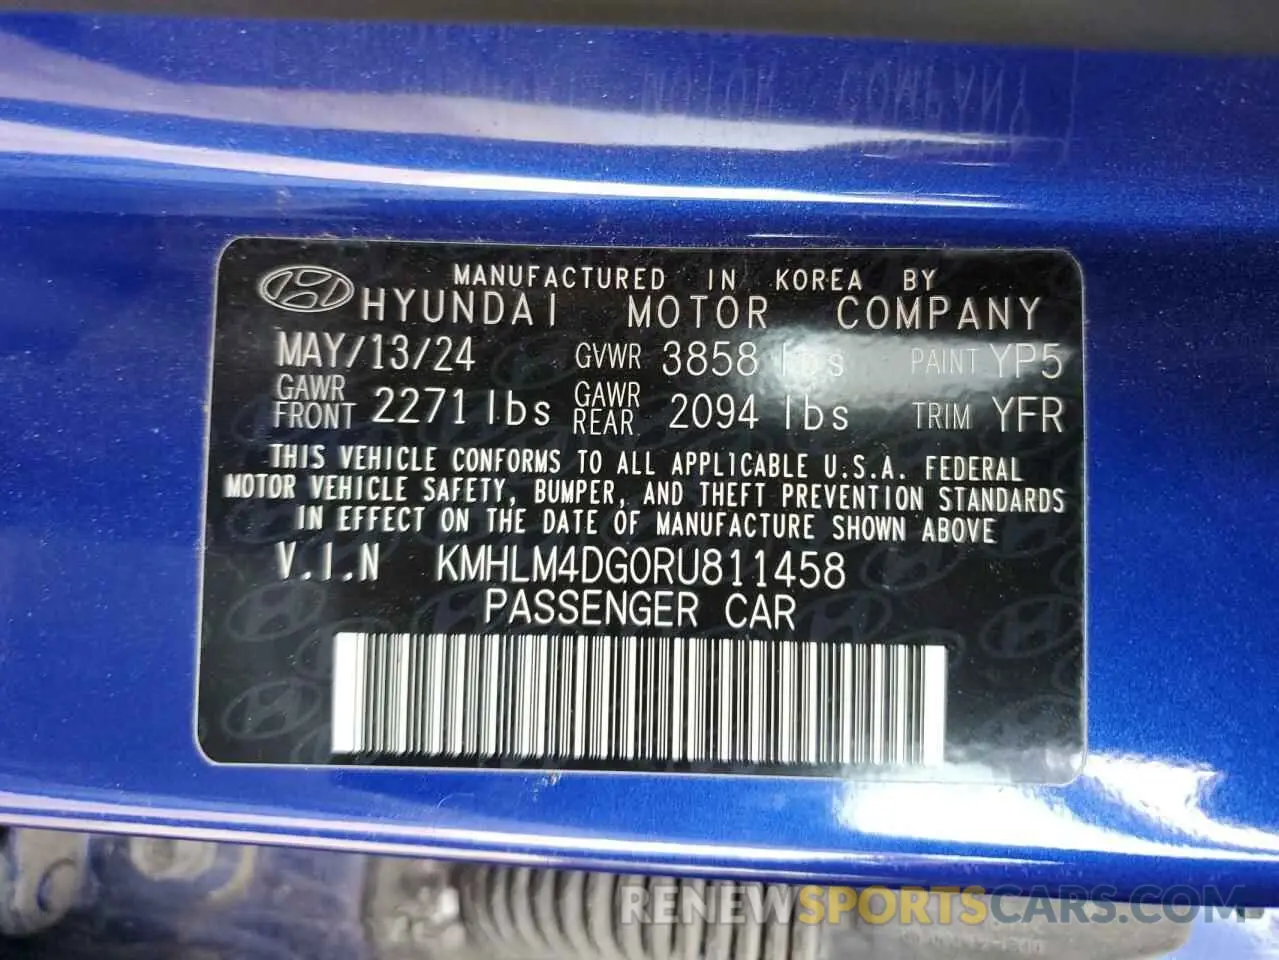 MANUFACTURED IN KOREA BY
HYUNDAI MOTOR COMPANY
MAY/13/24 GVWR 3858 lbs PAINT YP5
GAWR FRONT 2271 lbs GAWR REAR 2094 lbs TRIM YFR
THIS VEHICLE CONFORMS TO ALL APPLICABLE U.S.A. FEDERAL
MOTOR VEHICLE SAFETY, BUMPER, AND THEFT PREVENTION STANDARDS
IN EFFECT ON THE DATE OF MANUFACTURE SHOWN ABOVE
V.I.N KMHLM4DG0RU811458
PASSENGER CAR
RENEWSPORTSCARS.COM